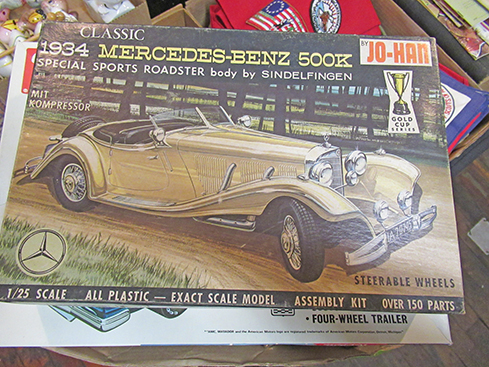 CLASSIC
1934 MERCEDES-BENZ 500K
SPECIAL SPORTS ROADSTER body by SINDELFINGEN
MIT
KOMPRESSOR
BY JO-HAN
GOLD
CUP
SERIES
STEERABLE WHEELS
1/25 SCALE ALL PLASTIC — EXACT SCALE MODEL ASSEMBLY KIT OVER 150 PARTS
• FOUR-WHEEL TRAILER